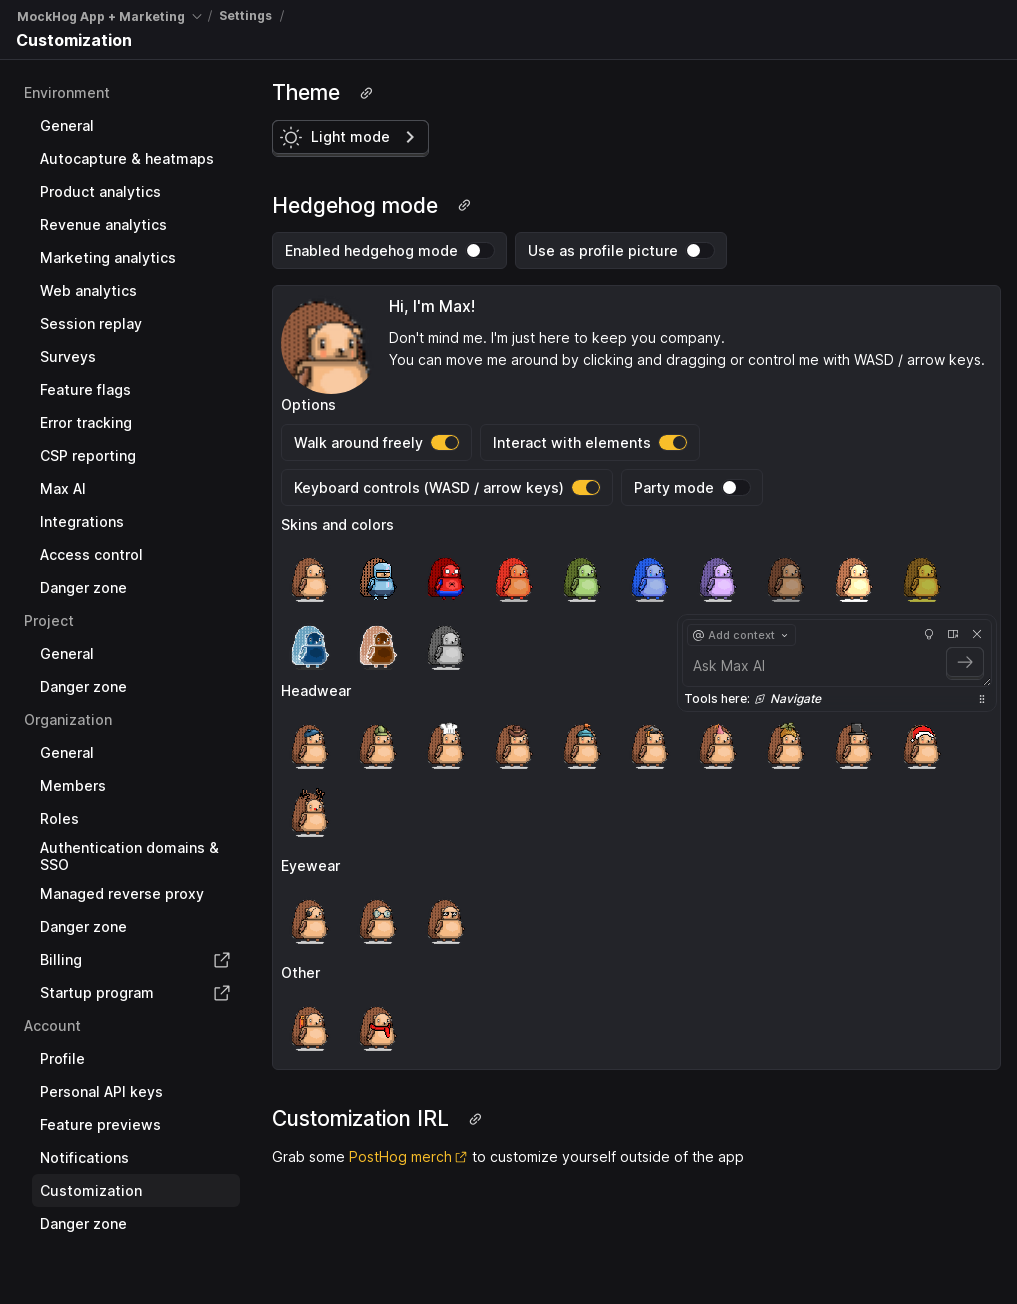 MockHog App + Marketing / Settings /
Customization
Environment
General
Autocapture & heatmaps
Product analytics
Revenue analytics
Marketing analytics
Web analytics
Session replay
Surveys
Feature flags
Error tracking
CSP reporting
Max AI
Integrations
Access control
Danger zone
Project
General
Danger zone
Organization
General
Members
Roles
Authentication domains &
SSO
Managed reverse proxy
Danger zone
Billing
Startup program
Account
Profile
Personal API keys
Feature previews
Notifications
Customization
Danger zone
Theme
Light mode
Hedgehog mode
Enabled hedgehog mode
Use as profile picture
Hi, I'm Max!
Don't mind me. I'm just here to keep you company.
You can move me around by clicking and dragging or control me with WASD / arrow keys.
Options
Walk around freely
Interact with elements
Keyboard controls (WASD / arrow keys)
Party mode
Skins and colors
@ Add context
Ask Max AI
Tools here: Navigate
Headwear
Eyewear
Other
Customization IRL
Grab some PostHog merch to customize yourself outside of the app